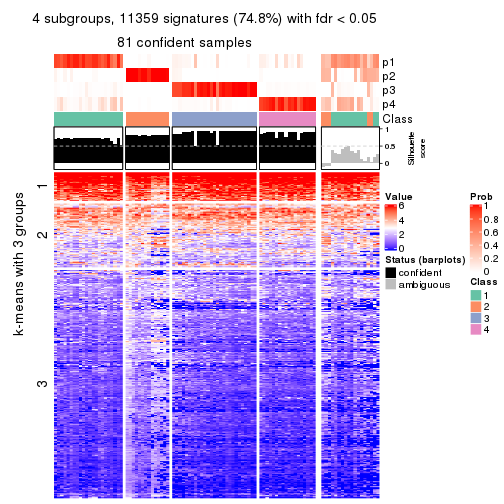 4 subgroups, 11359 signatures (74.8%) with fdr < 0.05
81 confident samples
p1
p2
p3
p4
Class
1
0.5
0
Silhouette
score
k-means with 3 groups
1
2
3
Value
6
4
2
0
Status (barplots)
confident
ambiguous
Prob
1
0.8
0.6
0.4
0.2
0
Class
1
2
3
4